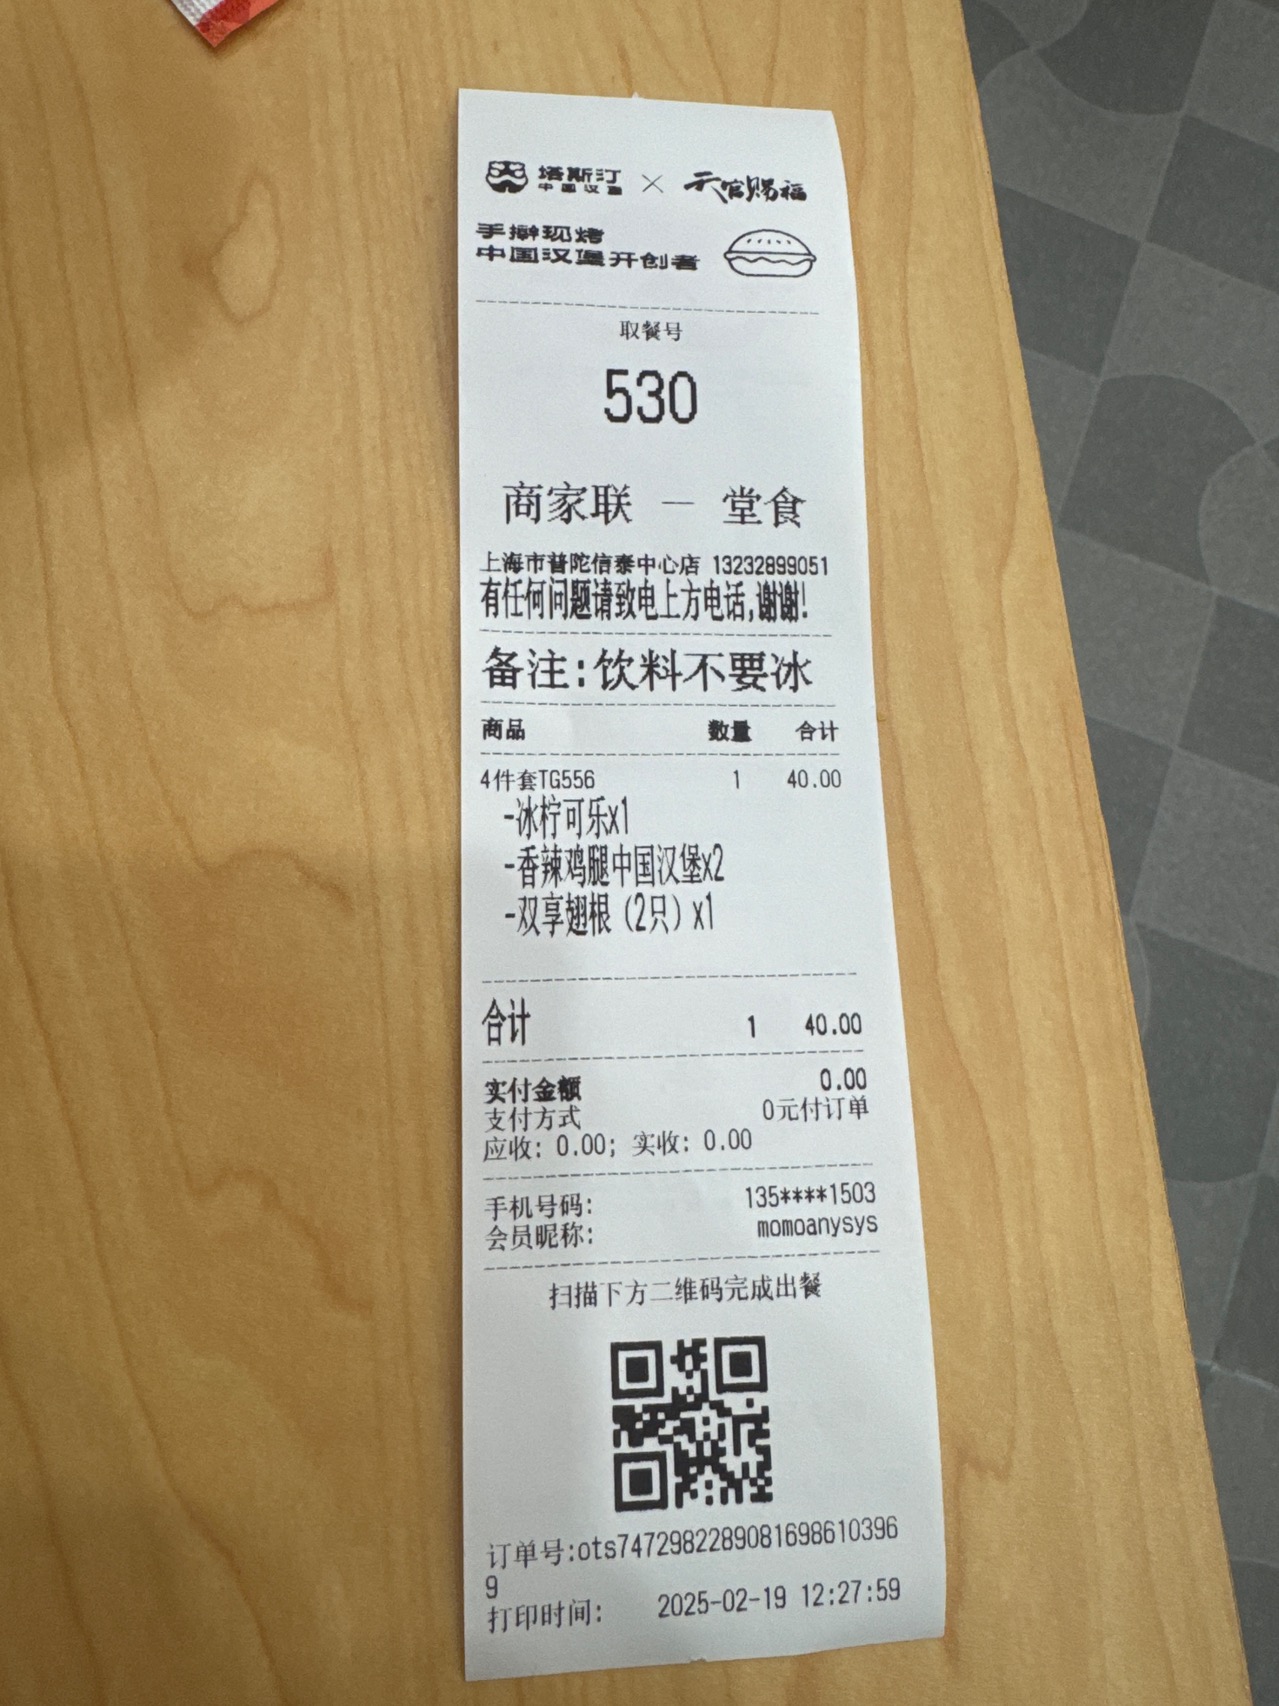 塔斯汀
中国汉堡
×
天官赐福
手擀现烤
中国汉堡开创者
取餐号
530
商家联 — 堂食
上海市普陀信泰中心店 13232899051
有任何问题请致电上方电话,谢谢!
备注:饮料不要冰
商品 数量 合计
4件套TG556 1 40.00
-冰柠可乐x1
-香辣鸡腿中国汉堡x2
-双享翅根（2只）x1
合计 1 40.00
实付金额 0.00
支付方式 0元付订单
应收: 0.00; 实收: 0.00
手机号码: 135****1503
会员昵称: momoanysys
扫描下方二维码完成出餐
订单号:ots7472982289081698610396
9
打印时间: 2025-02-19 12:27:59